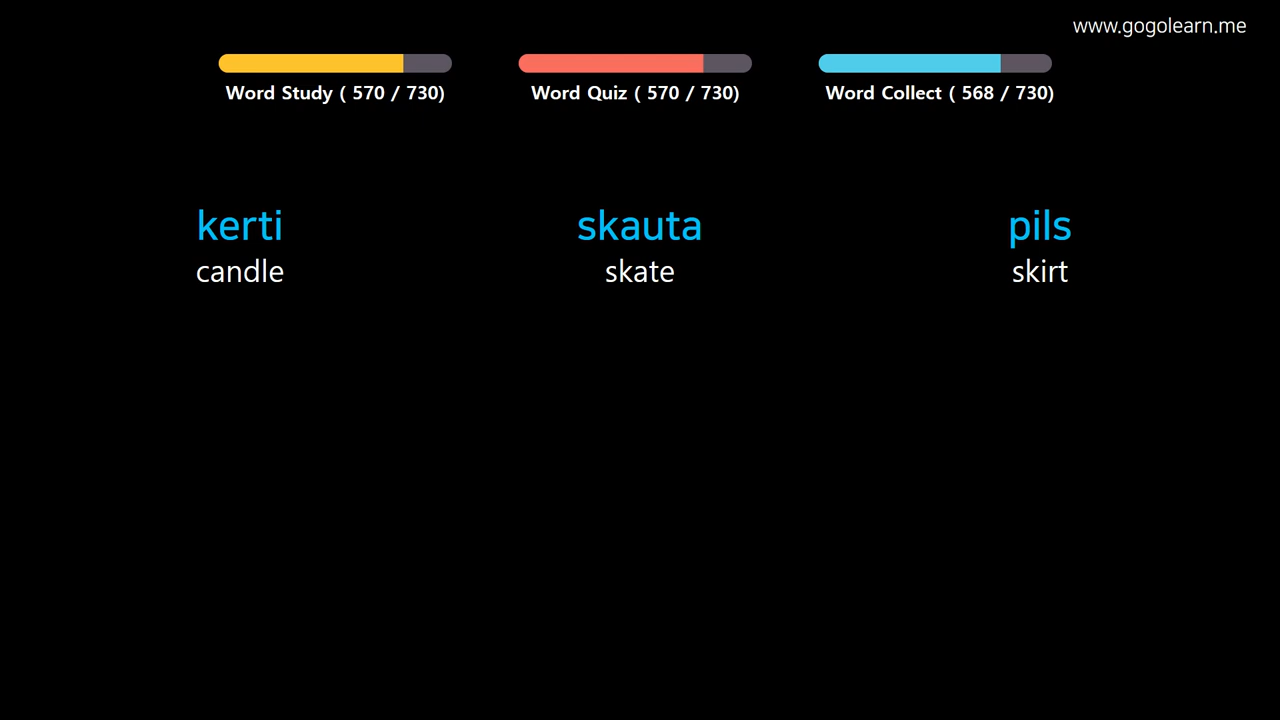 www.gogolearn.me
Word Study ( 570 / 730)
Word Quiz ( 570 / 730)
Word Collect ( 568 / 730)
kerti
skauta
pils
candle
skate
skirt